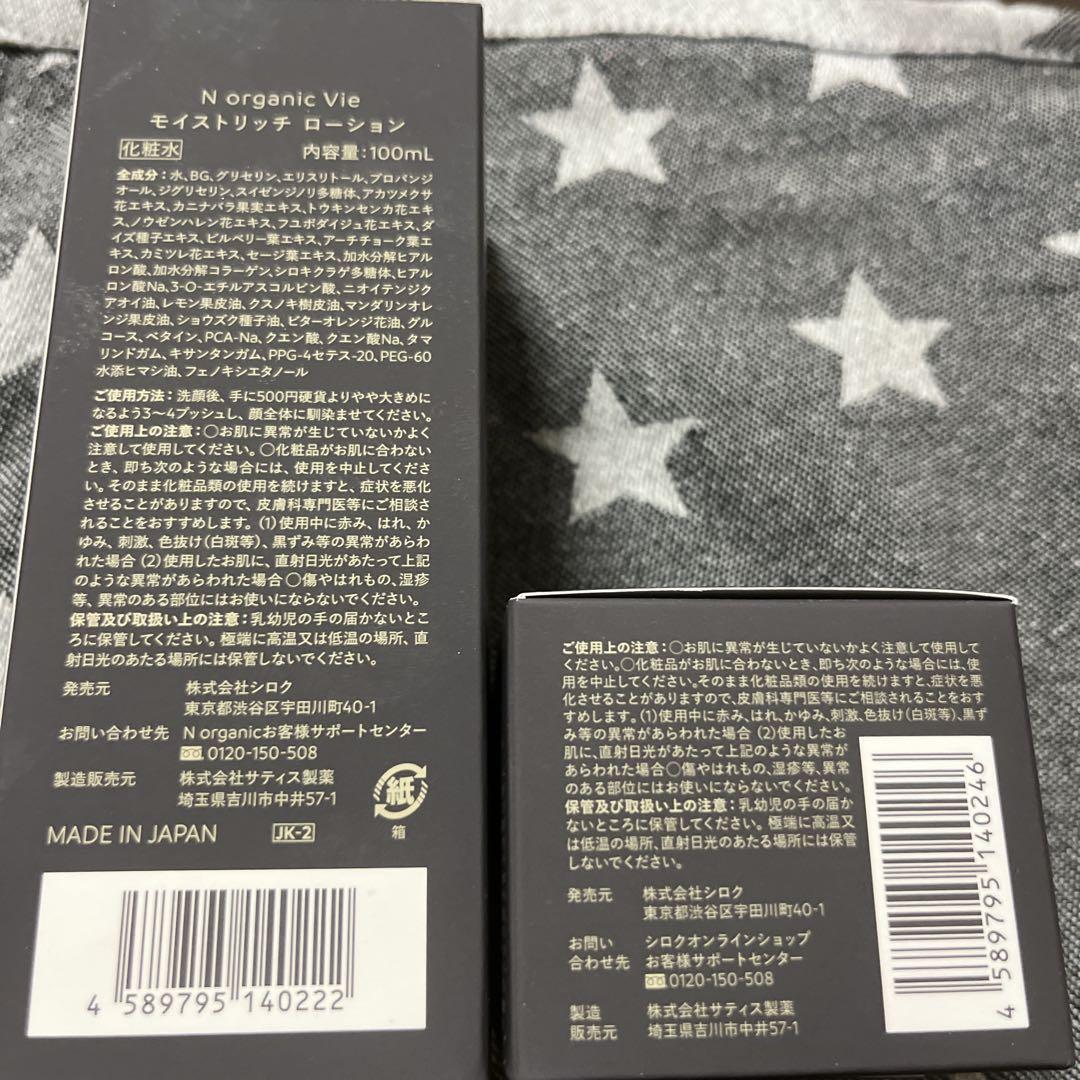 N organic Vie
モイストリッチ ローション
化粧水 内容量:100mL
全成分:水、BG、グリセリン、エリスリトール、プロパンジ
オール、ジグリセリン、スイゼンジノリ多糖体、アカツメクサ
花エキス、カニナバラ果実エキス、トウキンセンカ花エキ
ス、ノウゼンハレン花エキス、フユボダイジュ花エキス、ダ
イズ種子エキス、ビルベリー葉エキス、アーチチョーク葉エ
キス、カミツレ花エキス、セージ葉エキス、加水分解ヒアル
ロン酸、加水分解コラーゲン、シロキクラゲ多糖体、ヒアル
ロン酸Na、3-O-エチルアスコルビン酸、ニオイテンジク
アオイ油、レモン果皮油、クスノキ樹皮油、マンダリンオレ
ンジ果皮油、ショウズク種子油、ビターオレンジ花油、グル
コース、ベタイン、PCA-Na、クエン酸、クエン酸Na、タマ
リンドガム、キサンタンガム、PPG-4セテス-20、PEG-60
水添ヒマシ油、フェノキシエタノール
ご使用方法:洗顔後、手に500円硬貨よりやや大きめに
なるよう3~4プッシュし、顔全体に馴染ませてください。
ご使用上の注意:○お肌に異常が生じていないかよく
注意して使用してください。○化粧品がお肌に合わない
とき、即ち次のような場合には、使用を中止してくださ
い。そのまま化粧品類の使用を続けますと、症状を悪化
させることがありますので、皮膚科専門医等にご相談さ
れることをおすすめします。(1)使用中に赤み、はれ、か
ゆみ、刺激、色抜け(白斑等)、黒ずみ等の異常があらわ
れた場合 (2)使用したお肌に、直射日光があたって上記
のような異常があらわれた場合 ○傷やはれもの、湿疹
等、異常のある部位にはお使いにならないでください。
保管及び取扱い上の注意:乳幼児の手の届かないとこ
ろに保管してください。極端に高温又は低温の場所、直
射日光のあたる場所には保管しないでください。
発売元 株式会社シロク
東京都渋谷区宇田川町40-1
お問い合わせ先 N organicお客様サポートセンター
0120-150-508
製造販売元 株式会社サティス製薬
埼玉県吉川市中井57-1
紙
箱
MADE IN JAPAN JK-2
4 589795 140222
ご使用上の注意:○お肌に異常が生じていないかよく注意して使用して
ください。○化粧品がお肌に合わないとき、即ち次のような場合には、使
用を中止してください。そのまま化粧品類の使用を続けますと、症状を悪
化させることがありますので、皮膚科専門医等にご相談されることをおす
すめします。(1)使用中に赤み、はれ、かゆみ、刺激、色抜け(白斑等)、黒ず
み等の異常があらわれた場合 (2)使用したお
肌に、直射日光があたって上記のような異常が
あらわれた場合○傷やはれもの、湿疹等、異常
のある部位にはお使いにならないでください。
保管及び取扱い上の注意:乳幼児の手の届か
ないところに保管してください。極端に高温又
は低温の場所、直射日光のあたる場所には保管
しないでください。
発売元 株式会社シロク
東京都渋谷区宇田川町40-1
お問い シロクオンラインショップ
合わせ先 お客様サポートセンター
0120-150-508
製造 株式会社サティス製薬
販売元 埼玉県吉川市中井57-1
4 589795 140246